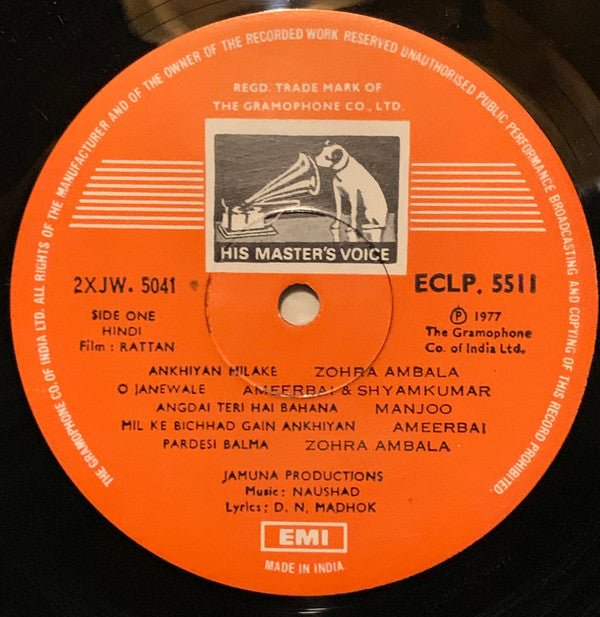 THE GRAMOPHONE CO. OF INDIA LTD. ALL RIGHTS OF THE MANUFACTURER AND OF THE OWNER OF THE RECORDED WORK RESERVED UNAUTHORISED PUBLIC PERFORMANCE BROADCASTING AND COPYING OF THIS RECORD PROHIBITED.
REGD. TRADE MARK OF
THE GRAMOPHONE CO., LTD.
HIS MASTER'S VOICE
2XJW. 5041
ECLP. 5511
SIDE ONE
HINDI
Film : RATTAN
℗ 1977
The Gramophone
Co. of India Ltd.
ANKHIYAN MILAKE ZOHRA AMBALA
O JANEWALE AMEERBAI & SHYAMKUMAR
ANGDAI TERI HAI BAHANA MANJOO
MIL KE BICHHAD GAIN ANKHIYAN AMEERBAI
PARDESI BALMA ZOHRA AMBALA
JAMUNA PRODUCTIONS
Music : NAUSHAD
Lyrics ; D. N. MADHOK
EMI
MADE IN INDIA.